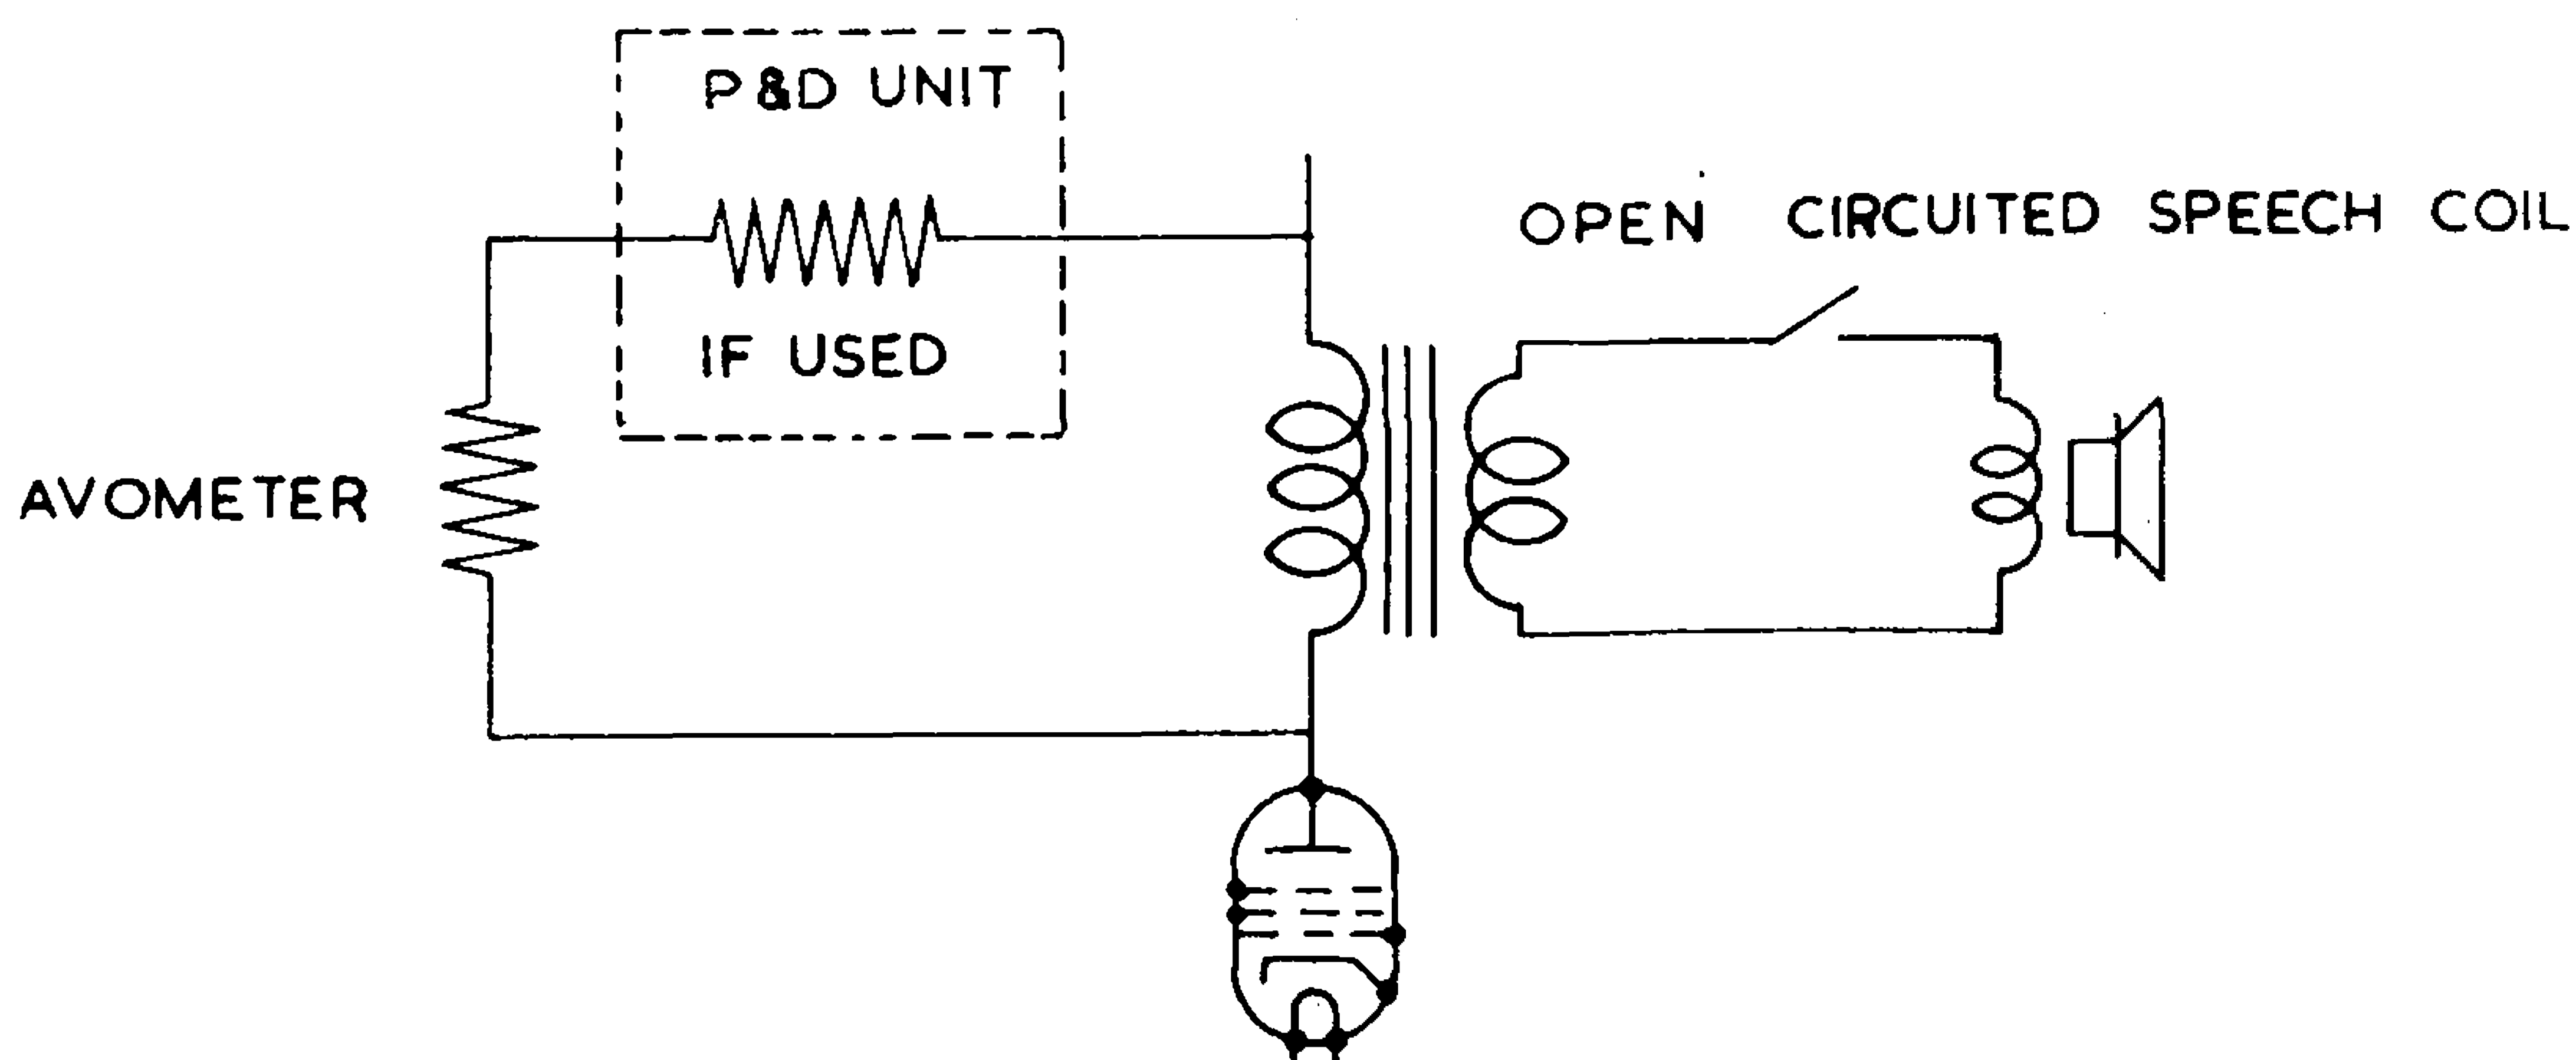 P & D UNIT
IF USED
OPEN CIRCUITED SPEECH COIL
AVOMETER